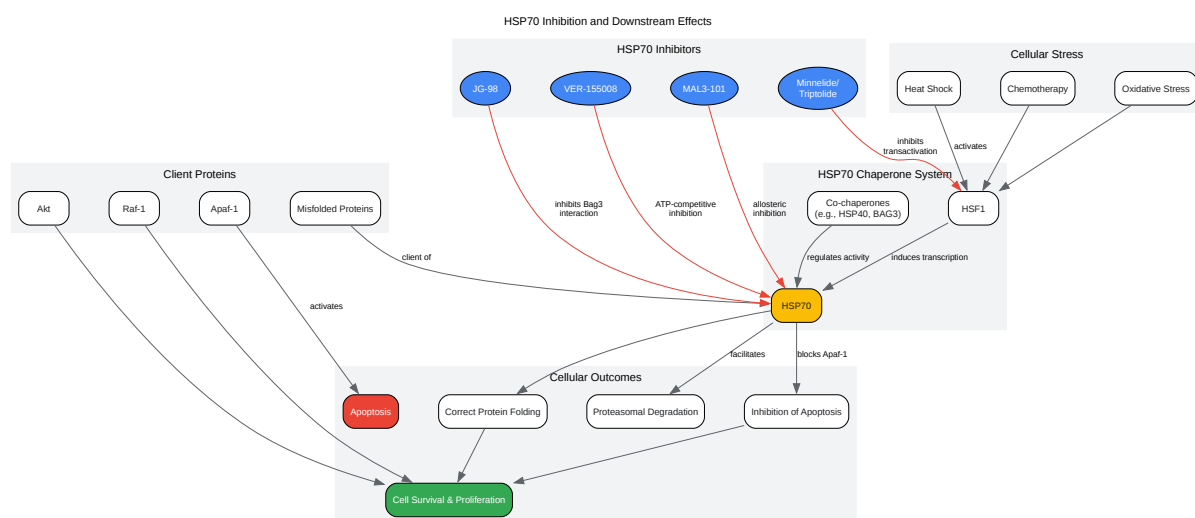 HSP70 Inhibition and Downstream Effects
HSP70 Inhibitors
Cellular Stress
JG-98
VER-155008
MAL3-101
Minnelide/
Triptolide
Heat Shock
Chemotherapy
Oxidative Stress
inhibits
transactivation
activates
Client Proteins
HSP70 Chaperone System
Akt
Raf-1
Apaf-1
Misfolded Proteins
inhibits Bag3
interaction
ATP-competitive
inhibition
allosteric
inhibition
Co-chaperones
(e.g., HSP40, BAG3)
HSF1
client of
regulates activity
induces transcription
activates
HSP70
facilitates
blocks Apaf-1
Cellular Outcomes
Apoptosis
Correct Protein Folding
Proteasomal Degradation
Inhibition of Apoptosis
Cell Survival & Proliferation